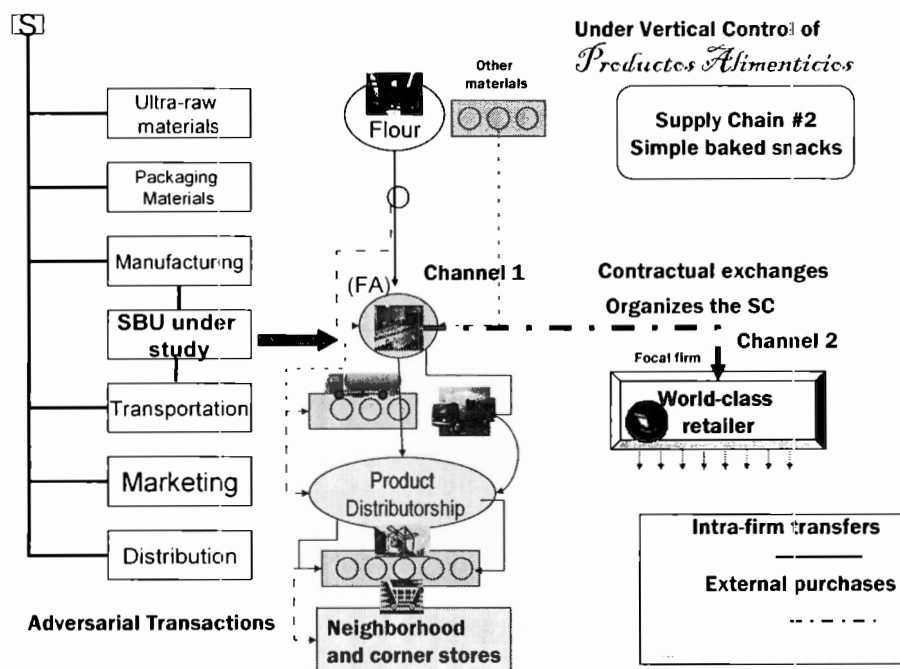 S
Ultra-raw
materials
Packaging
Materials
Manufacturing
SBU under
study
Transportation
Marketing
Distribution
Adversarial Transactions
Flour
Other
materials
(FA)
Channel 1
Product
Distributorship
Neighborhood
and corner stores
Under Vertical Control of
Productos Alimenticios
Supply Chain #2
Simple baked snacks
Contractual exchanges
Organizes the SC
Channel 2
Focal firm
World-class
retailer
Intra-firm transfers
External purchases